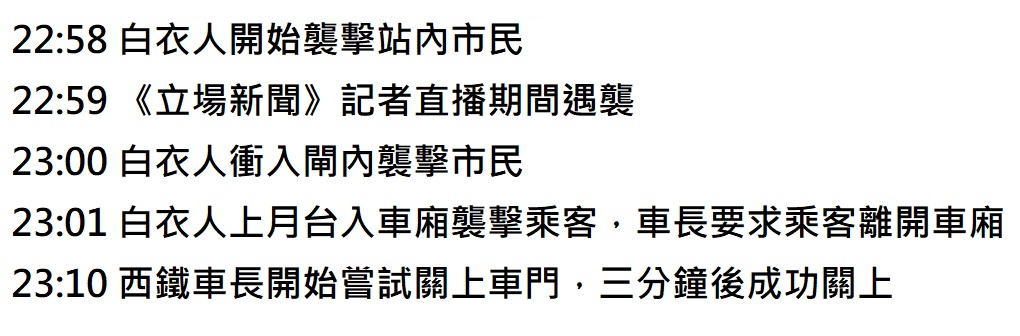 22:58 白衣人開始襲擊站內市民
22:59 《立場新聞》記者直播期間遇襲
23:00 白衣人衝入閘內襲擊市民
23:01 白衣人上月台入車廂襲擊乘客，車長要求乘客離開車廂
23:10 西鐵車長開始嘗試關上車門，三分鐘後成功關上